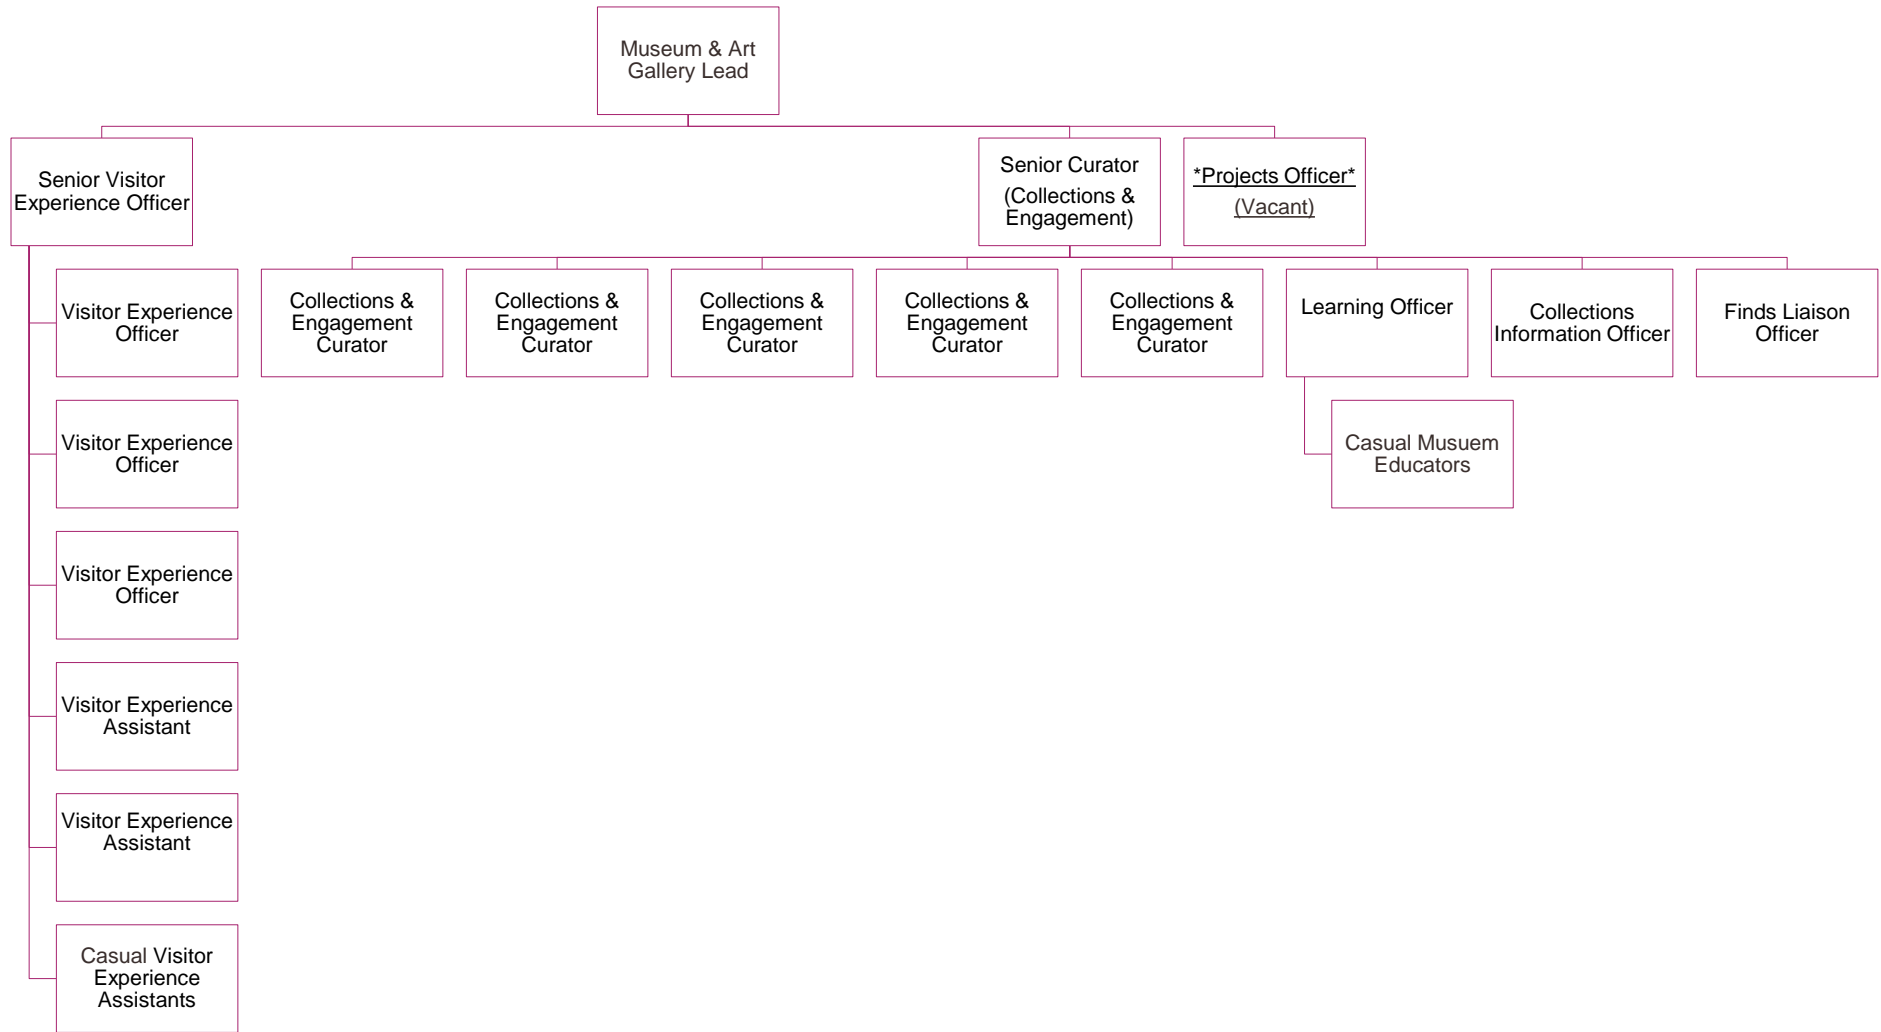 Museum & Art
Gallery Lead
Senior Visitor
Experience Officer
Senior Curator
(Collections &
Engagement)
*Projects Officer*
(Vacant)
Visitor Experience
Officer
Collections &
Engagement
Curator
Collections &
Engagement
Curator
Collections &
Engagement
Curator
Collections &
Engagement
Curator
Collections &
Engagement
Curator
Learning Officer
Collections
Information Officer
Finds Liaison
Officer
Visitor Experience
Officer
Casual Musuem
Educators
Visitor Experience
Officer
Visitor Experience
Assistant
Visitor Experience
Assistant
Casual Visitor
Experience
Assistants